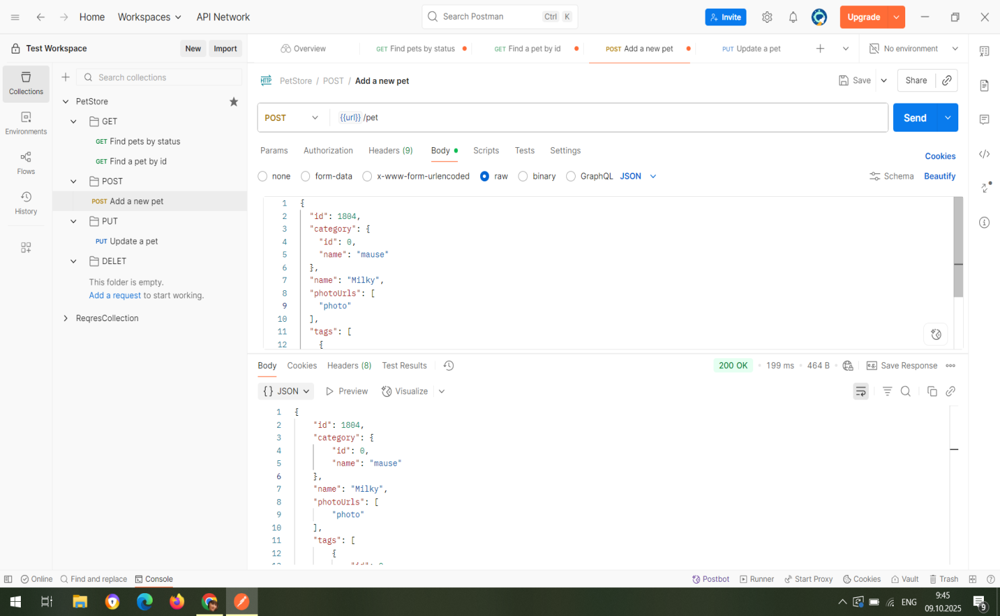 Home Workspaces API Network Search Postman Ctrl K Invite Upgrade
Test Workspace New Import
Overview GET Find pets by status GET Find a pet by id POST Add a new pet PUT Update a pet No environment
Collections
Environments
Flows
History
Search collections
PetStore
GET
GET Find pets by status
GET Find a pet by id
POST
POST Add a new pet
PUT
PUT Update a pet
DELET
This folder is empty.
Add a request to start working.
ReqresCollection
HTTP PetStore / POST / Add a new pet Save Share
POST {{url}} /pet Send
Params Authorization Headers (9) Body Scripts Tests Settings Cookies
none form-data x-www-form-urlencoded raw binary GraphQL JSON Schema Beautify
1 {
2 "id": 1804,
3 "category": {
4 "id": 0,
5 "name": "mause"
6 },
7 "name": "Milky",
8 "photoUrls": [
9 "photo"
10 ],
11 "tags": [
12 {
Body Cookies Headers (8) Test Results 200 OK 199 ms 464 B e.g. Save Response
{} JSON Preview Visualize
1 {
2 "id": 1804,
3 "category": {
4 "id": 0,
5 "name": "mause"
6 },
7 "name": "Milky",
8 "photoUrls": [
9 "photo"
10 ],
11 "tags": [
12 {
Online Find and replace Console Postbot Runner Start Proxy Cookies Vault Trash
ENG 9:45
09.10.2025 9